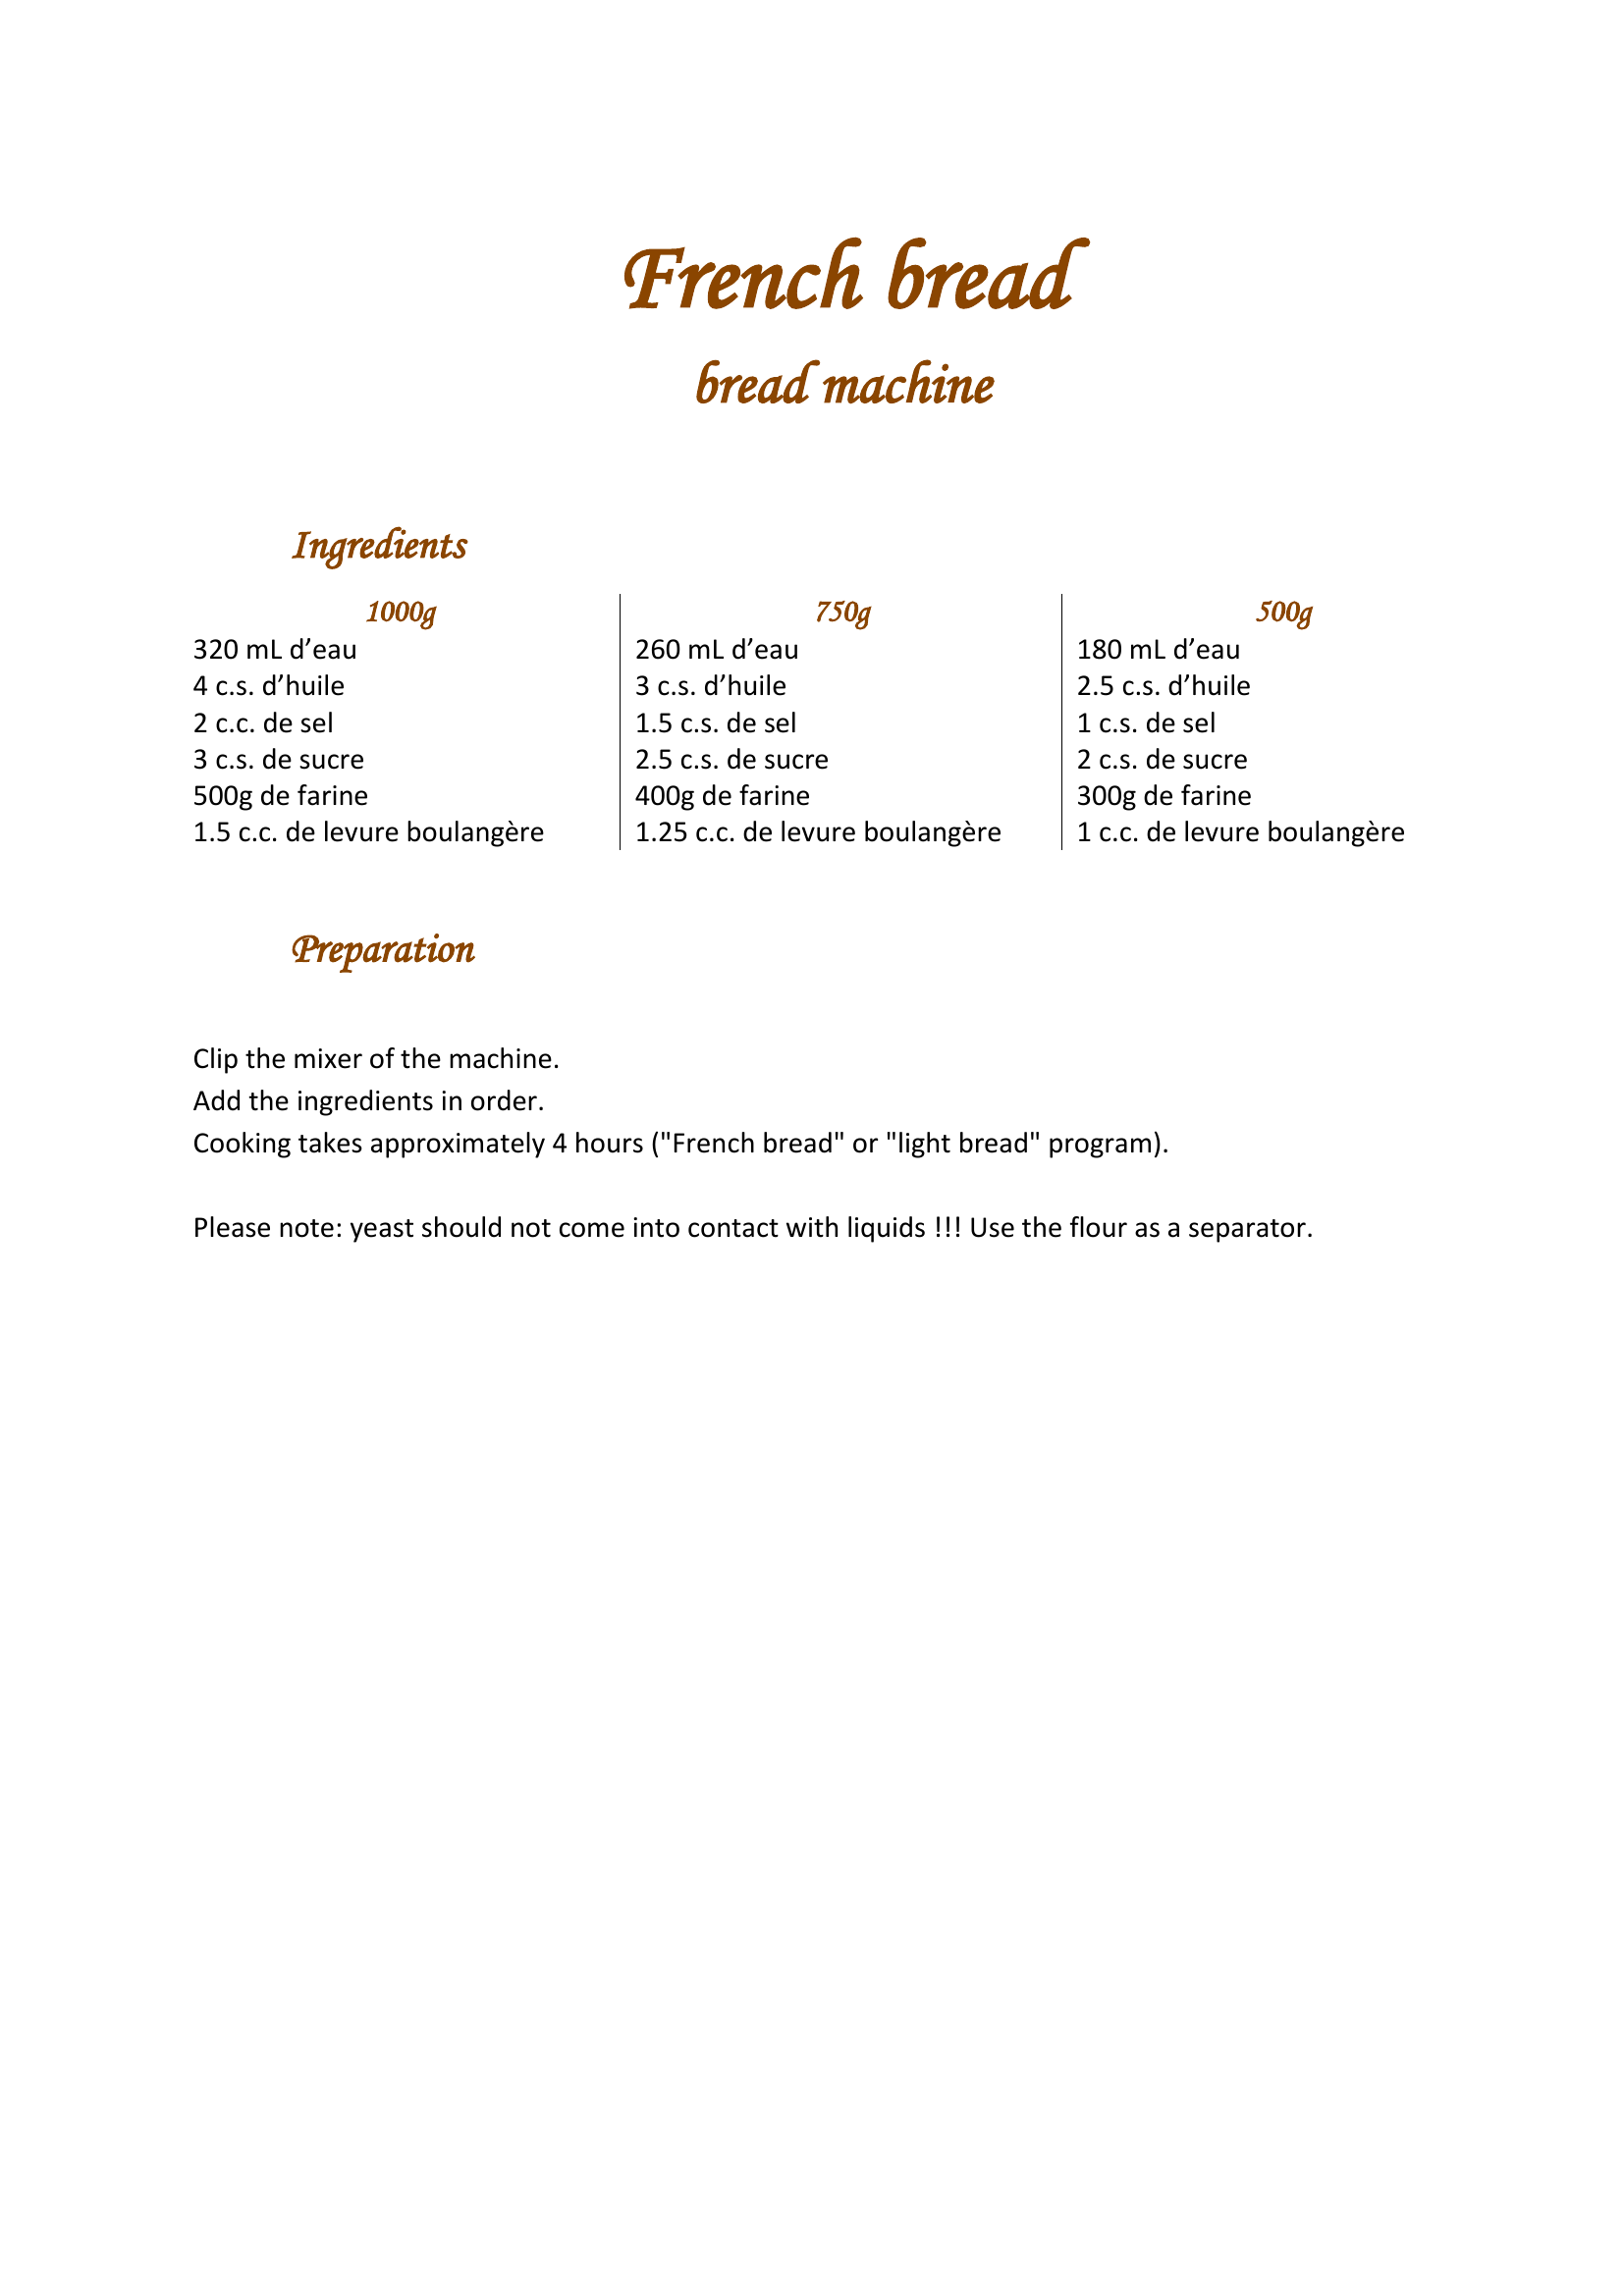 French bread
bread machine
Ingredients
1000g
320 mL d’eau
4 c.s. d’huile
2 c.c. de sel
3 c.s. de sucre
500g de farine
1.5 c.c. de levure boulangère
750g
260 mL d’eau
3 c.s. d’huile
1.5 c.s. de sel
2.5 c.s. de sucre
400g de farine
1.25 c.c. de levure boulangère
500g
180 mL d’eau
2.5 c.s. d’huile
1 c.s. de sel
2 c.s. de sucre
300g de farine
1 c.c. de levure boulangère
Preparation
Clip the mixer of the machine.
Add the ingredients in order.
Cooking takes approximately 4 hours ("French bread" or "light bread" program).
Please note: yeast should not come into contact with liquids !!! Use the flour as a separator.